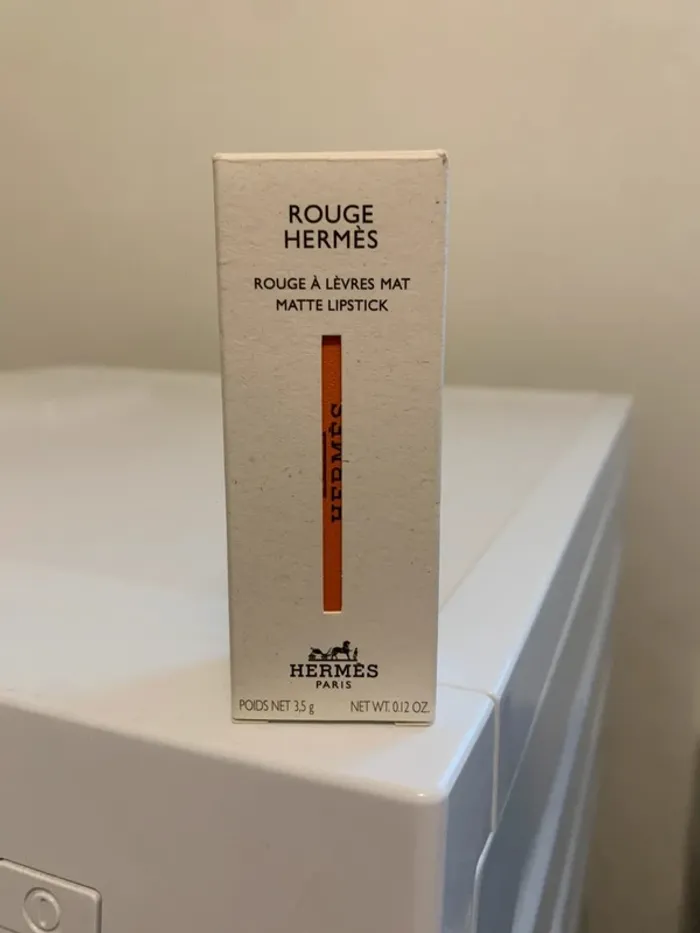 ROUGE
HERMÈS
ROUGE À LÈVRES MAT
MATTE LIPSTICK
HERMÈS
HERMÈS
PARIS
POIDS NET 3,5 g NET WT. 0.12 OZ.